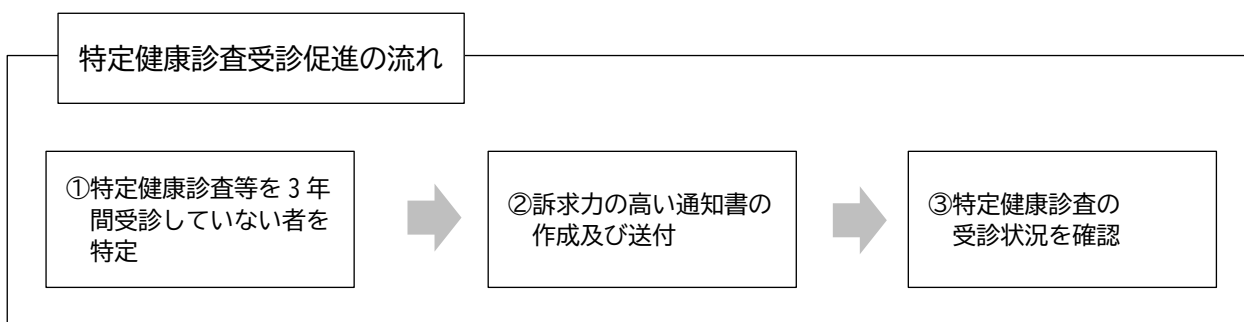 特定健康診査受診促進の流れ
①特定健康診査等を3年
間受診していない者を
特定
②訴求力の高い通知書の
作成及び送付
③特定健康診査の
受診状況を確認